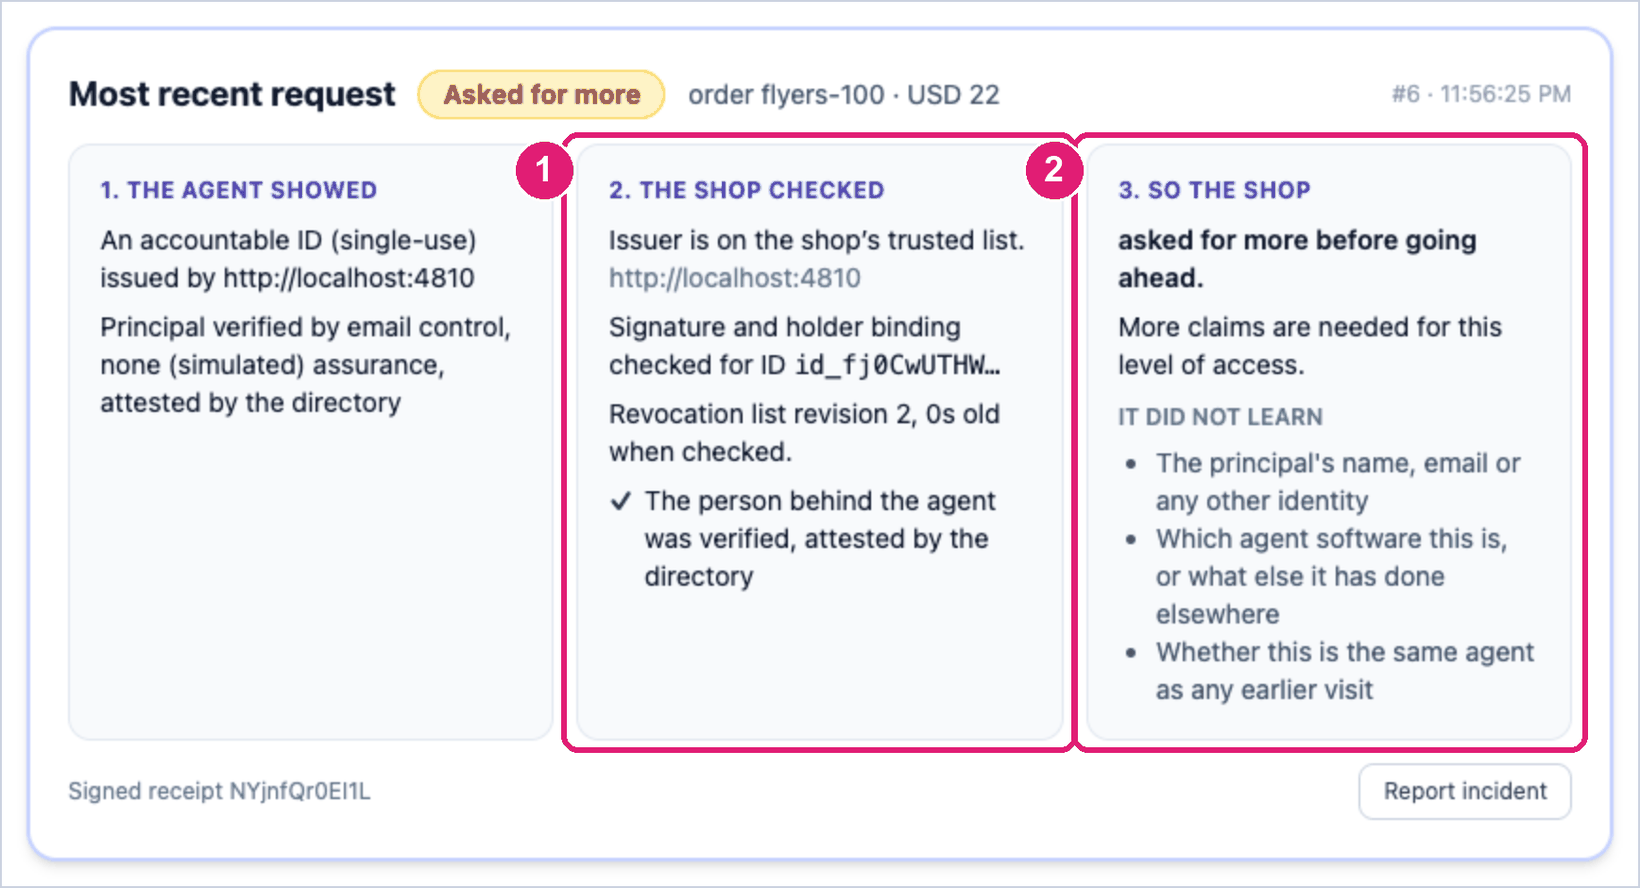 Most recent request
Asked for more
order flyers-100 · USD 22
#6 · 11:56:25 PM
1
2
1. THE AGENT SHOWED
An accountable ID (single-use)
issued by http://localhost:4810
Principal verified by email control,
none (simulated) assurance,
attested by the directory
2. THE SHOP CHECKED
Issuer is on the shop’s trusted list.
http://localhost:4810
Signature and holder binding
checked for ID id_fj0CwUTHW…
Revocation list revision 2, 0s old
when checked.
✓ The person behind the agent
was verified, attested by the
directory
3. SO THE SHOP
asked for more before going
ahead.
More claims are needed for this
level of access.
IT DID NOT LEARN
• The principal's name, email or
any other identity
• Which agent software this is,
or what else it has done
elsewhere
• Whether this is the same agent
as any earlier visit
Signed receipt NYjnfQr0EI1L
Report incident